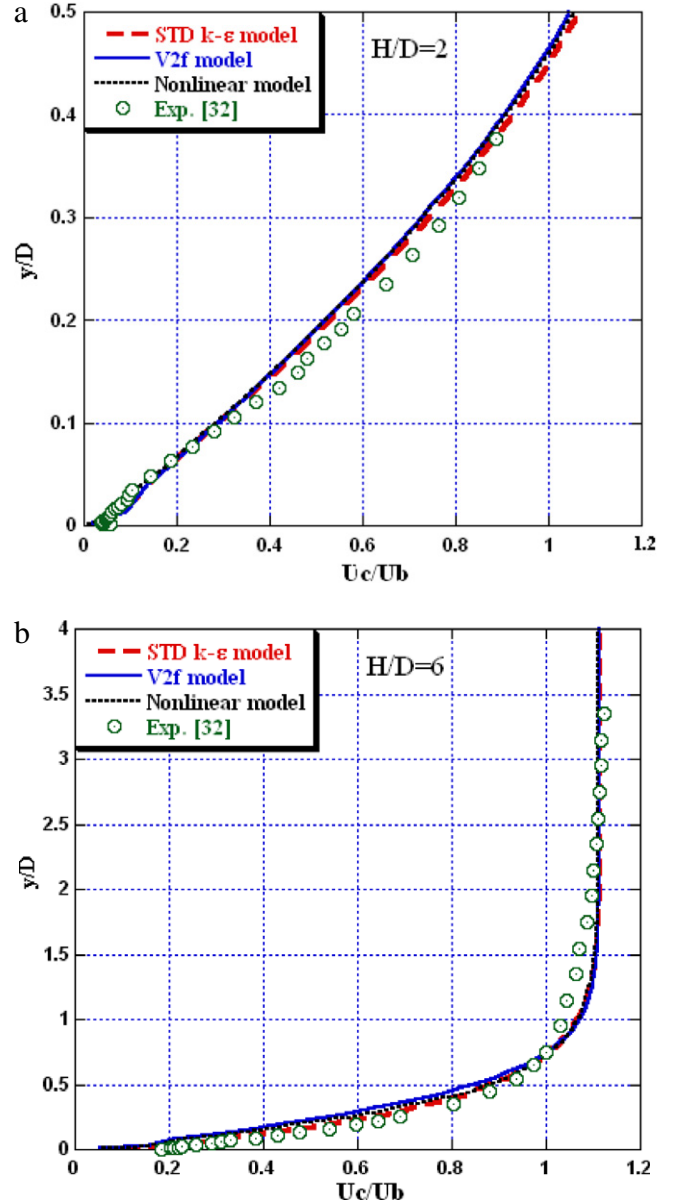 a
STD k-ε model
V2f model
Nonlinear model
Exp. [32]
H/D=2
0.5
0.4
0.3
0.2
0.1
0
y/D
0 0.2 0.4 0.6 0.8 1 1.2
Uc/Ub
b
STD k-ε model
V2f model
Nonlinear model
Exp. [32]
H/D=6
4
3.5
3
2.5
2
1.5
1
0.5
0
y/D
0 0.2 0.4 0.6 0.8 1 1.2
Uc/Ub